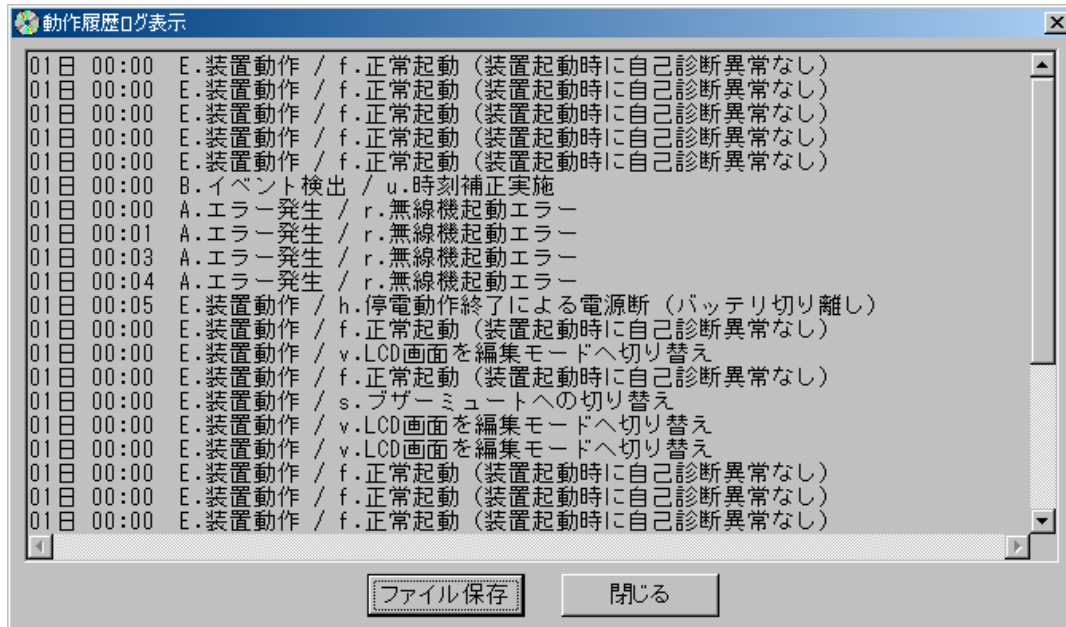 動作履歴ログ表示
01日 00:00 E.装置動作 / f.正常起動（装置起動時に自己診断異常なし）
01日 00:00 E.装置動作 / f.正常起動（装置起動時に自己診断異常なし）
01日 00:00 E.装置動作 / f.正常起動（装置起動時に自己診断異常なし）
01日 00:00 E.装置動作 / f.正常起動（装置起動時に自己診断異常なし）
01日 00:00 E.装置動作 / f.正常起動（装置起動時に自己診断異常なし）
01日 00:00 B.イベント検出 / u.時刻補正実施
01日 00:00 A.エラー発生 / r.無線機起動エラー
01日 00:01 A.エラー発生 / r.無線機起動エラー
01日 00:03 A.エラー発生 / r.無線機起動エラー
01日 00:04 A.エラー発生 / r.無線機起動エラー
01日 00:05 E.装置動作 / h.停電動作終了による電源断（バッテリ切り離し）
01日 00:00 E.装置動作 / f.正常起動（装置起動時に自己診断異常なし）
01日 00:00 E.装置動作 / v.LCD画面を編集モードへ切り替え
01日 00:00 E.装置動作 / f.正常起動（装置起動時に自己診断異常なし）
01日 00:00 E.装置動作 / s.ブザーミュートへの切り替え
01日 00:00 E.装置動作 / v.LCD画面を編集モードへ切り替え
01日 00:00 E.装置動作 / v.LCD画面を編集モードへ切り替え
01日 00:00 E.装置動作 / f.正常起動（装置起動時に自己診断異常なし）
01日 00:00 E.装置動作 / f.正常起動（装置起動時に自己診断異常なし）
01日 00:00 E.装置動作 / f.正常起動（装置起動時に自己診断異常なし）
ファイル保存
閉じる